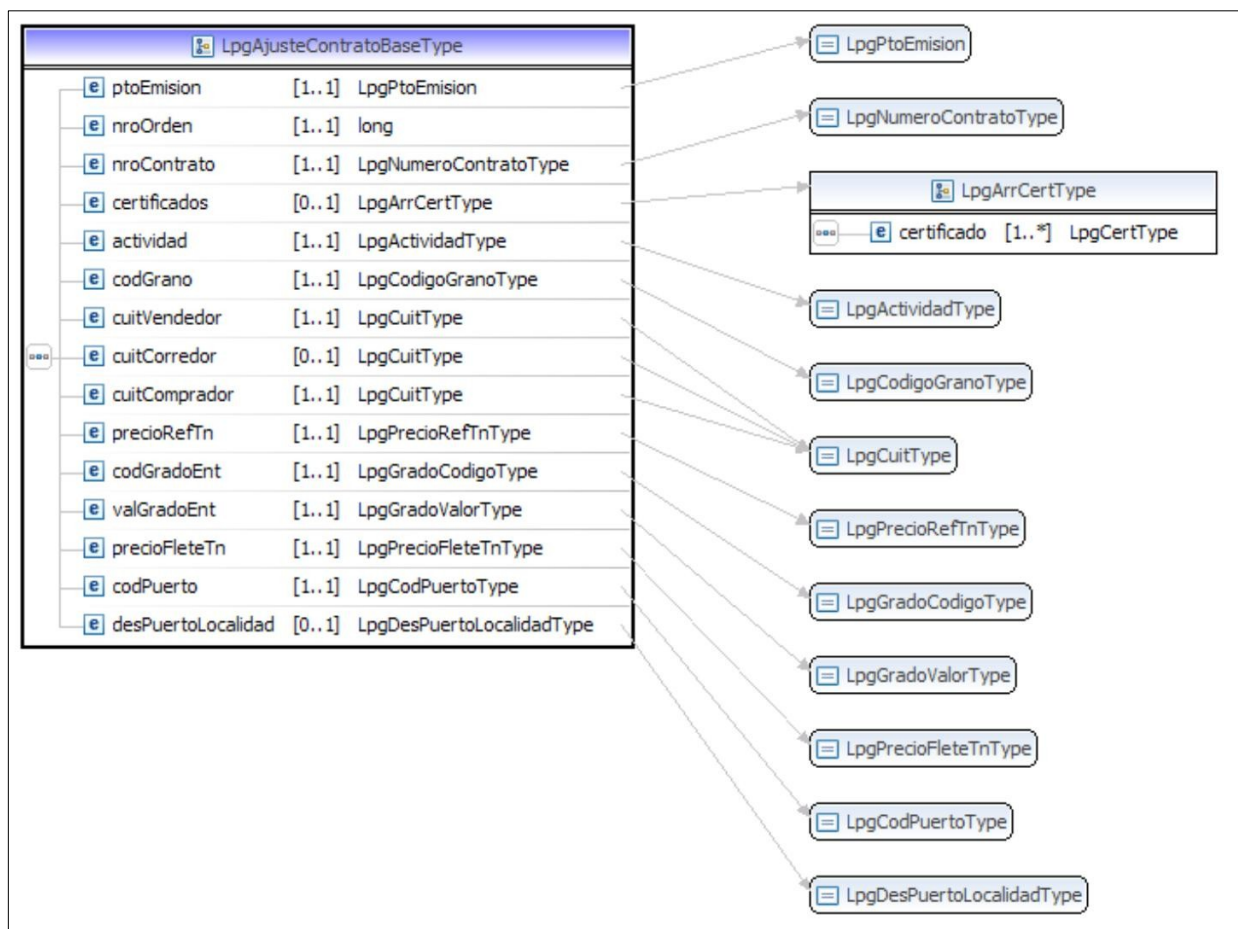 LpgAjusteContratoBaseType
ptoEmision [1..1] LpgPtoEmision
nroOrden [1..1] long
nroContrato [1..1] LpgNumeroContratoType
certificados [0..1] LpgArrCertType
actividad [1..1] LpgActividadType
codGrano [1..1] LpgCodigoGranoType
cuitVendedor [1..1] LpgCuitType
cuitCorredor [0..1] LpgCuitType
cuitComprador [1..1] LpgCuitType
precioRefTn [1..1] LpgPrecioRefTnType
codGradoEnt [1..1] LpgGradoCodigoType
valGradoEnt [1..1] LpgGradoValorType
precioFleteTn [1..1] LpgPrecioFleteTnType
codPuerto [1..1] LpgCodPuertoType
desPuertoLocalidad [0..1] LpgDesPuertoLocalidadType
LpgPtoEmision
LpgNumeroContratoType
LpgArrCertType
certificado [1..*] LpgCertType
LpgActividadType
LpgCodigoGranoType
LpgCuitType
LpgPrecioRefTnType
LpgGradoCodigoType
LpgGradoValorType
LpgPrecioFleteTnType
LpgCodPuertoType
LpgDesPuertoLocalidadType